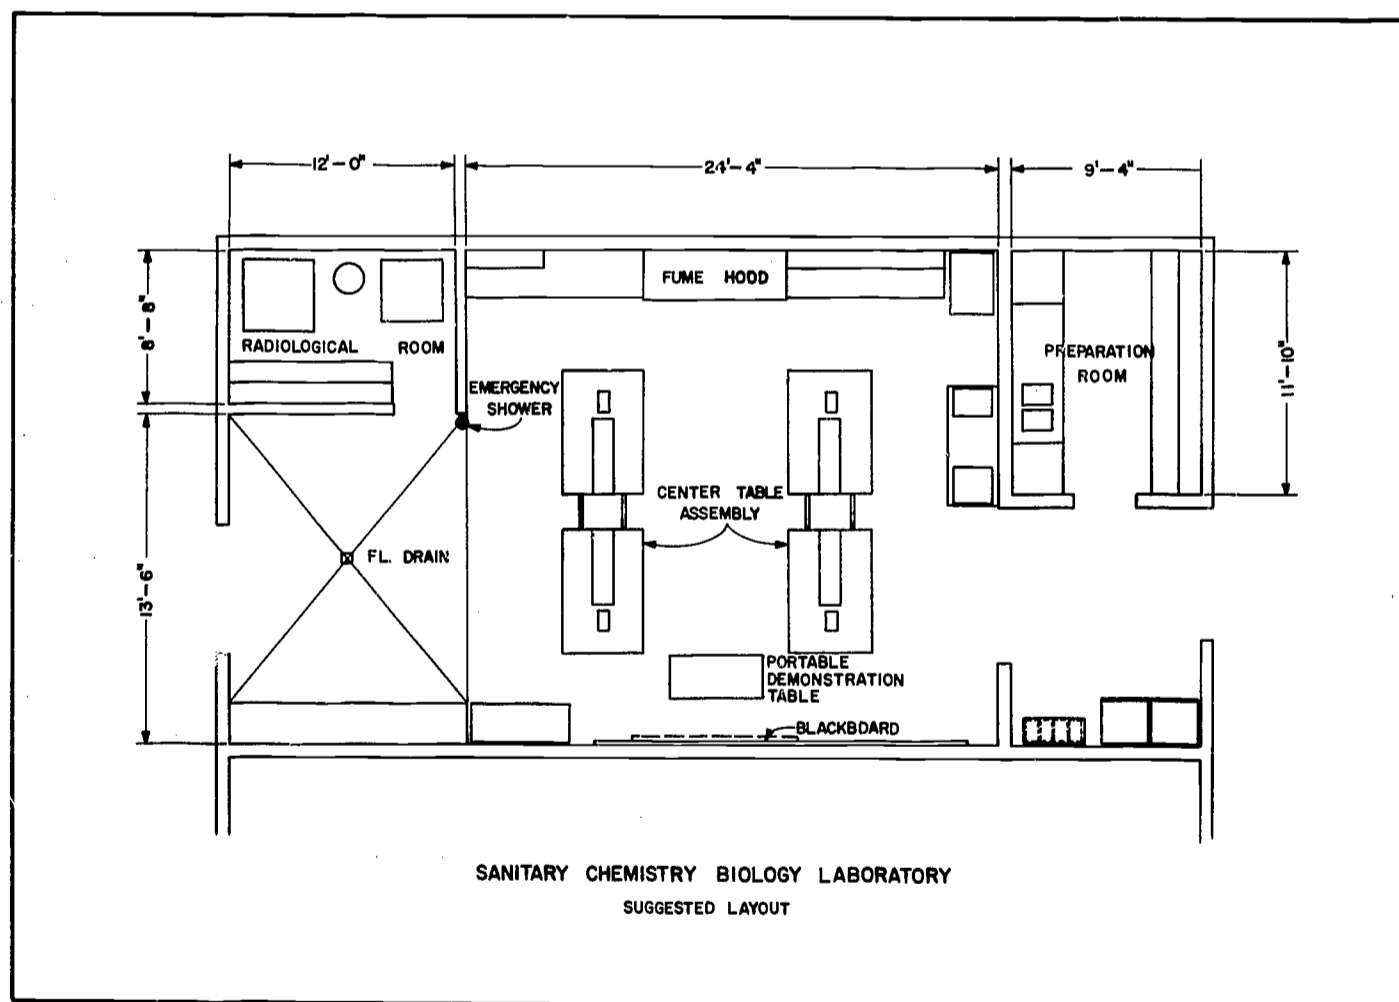 12'-0"
24'-4"
9'-4"
FUME HOOD
8'-8"
RADIOLOGICAL ROOM
PREPARATION
ROOM
11'-10"
EMERGENCY
SHOWER
CENTER TABLE
ASSEMBLY
FL. DRAIN
13'-6"
PORTABLE
DEMONSTRATION
TABLE
BLACKBOARD
SANITARY CHEMISTRY BIOLOGY LABORATORY
SUGGESTED LAYOUT